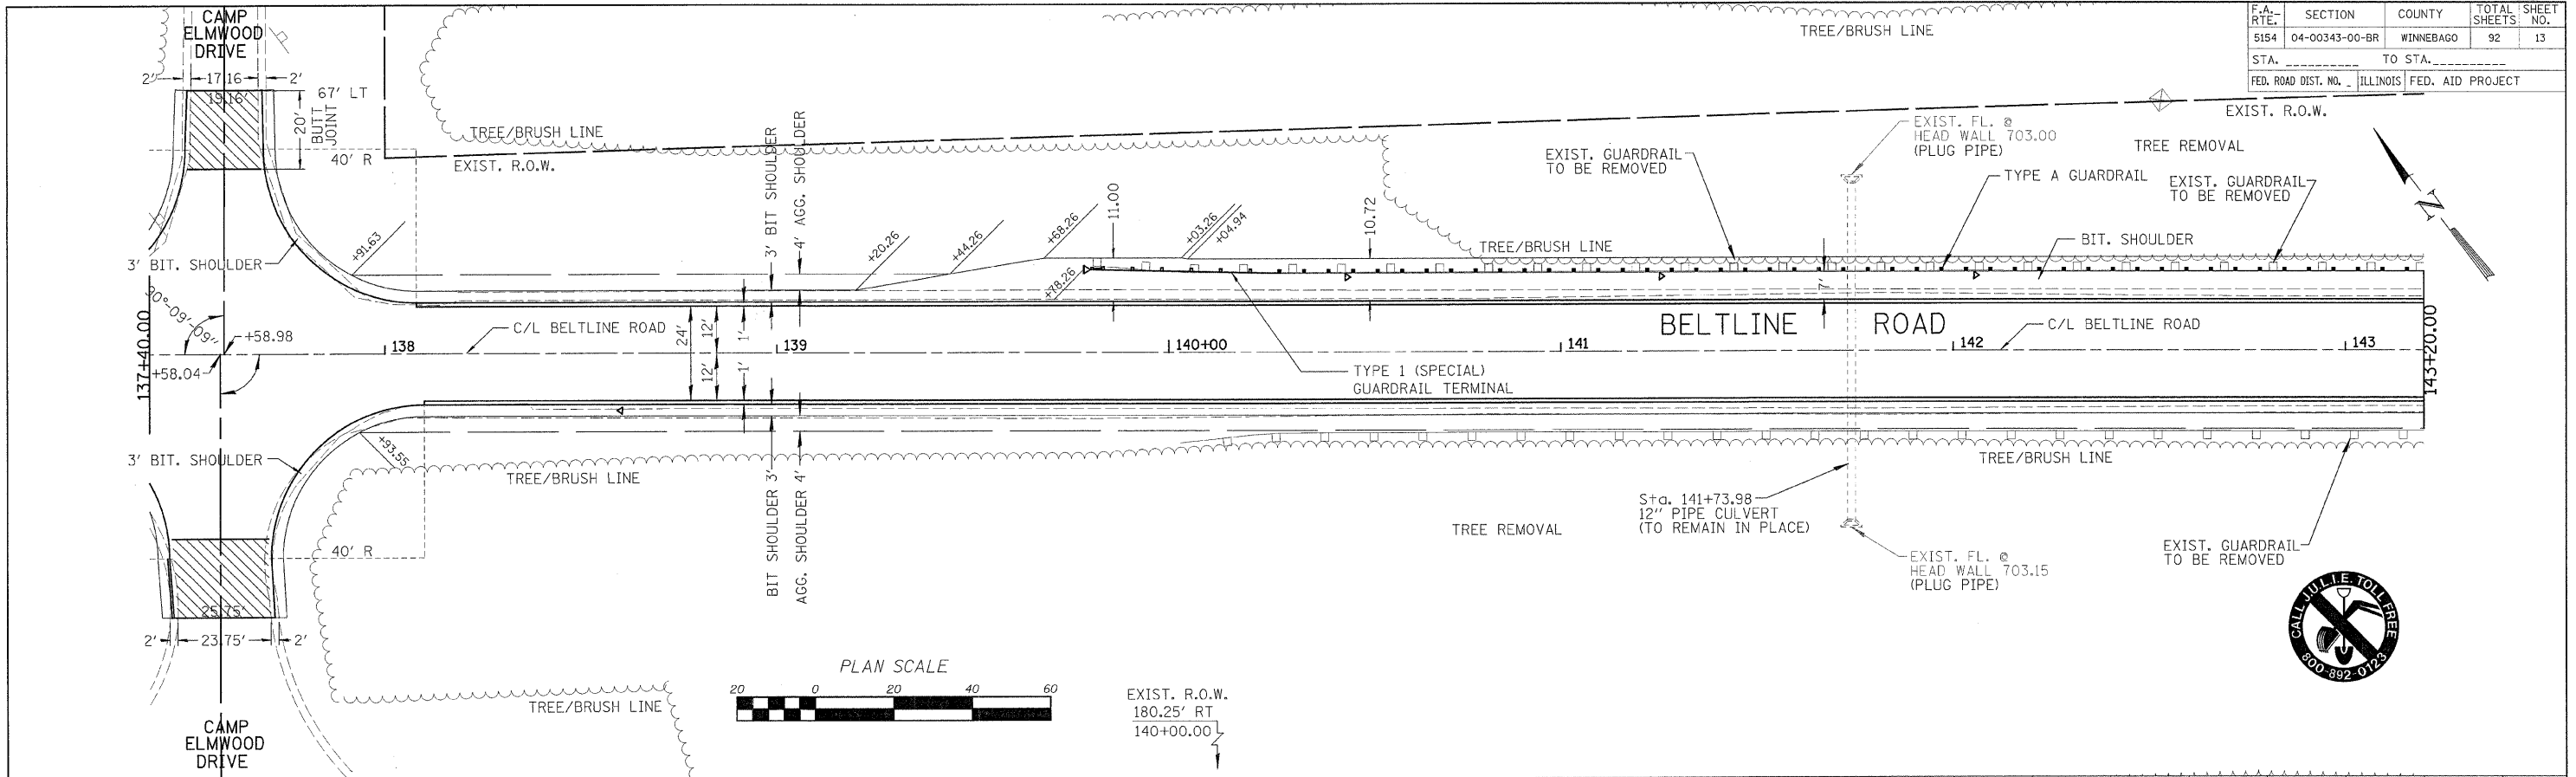 CAMP
ELMWOOD
DRIVE
2'
17.16
2'
19.16'
67' LT
20'
BUTT
JOINT
40' R
TREE/BRUSH LINE
EXIST. R.O.W.
3' BIT SHOULSER
4' AGG. SHOULDER
TREE/BRUSH LINE
F.A.
RTE.
SECTION
COUNTY
TOTAL
SHEETS
SHEET
NO.
5154
04-00343-00-BR
WINNEBAGO
92
13
STA. __________ TO STA. __________
FED. ROAD DIST. NO. _
ILLINOIS
FED. AID PROJECT
EXIST. R.O.W.
EXIST. FL. @
HEAD WALL 703.00
(PLUG PIPE)
TREE REMOVAL
EXIST. GUARDRAIL
TO BE REMOVED
TYPE A GUARDRAIL
EXIST. GUARDRAIL
TO BE REMOVED
N
+91.63
+20.26
+44.26
+68.26
11.00
+03.26
+04.94
10.72
+78.26
TREE/BRUSH LINE
BIT. SHOULDER
7'
3' BIT. SHOULDER
90°-09'-09"
+58.98
+58.04
137+40.00
C/L BELTLINE ROAD
138
24'
12'
12'
1'
1'
139
140+00
141
BELTLINE ROAD
C/L BELTLINE ROAD
142
143
143+20.00
TYPE 1 (SPECIAL)
GUARDRAIL TERMINAL
+93.55
3' BIT. SHOULDER
TREE/BRUSH LINE
BIT SHOULDER 3'
AGG. SHOULDER 4'
TREE/BRUSH LINE
Sta. 141+73.98
12" PIPE CULVERT
(TO REMAIN IN PLACE)
TREE REMOVAL
EXIST. FL. @
HEAD WALL 703.15
(PLUG PIPE)
EXIST. GUARDRAIL
TO BE REMOVED
40' R
25.75'
2'
23.75'
2'
CALL J.U.L.I.E. TOLL FREE
800-892-0123
PLAN SCALE
20 0 20 40 60
TREE/BRUSH LINE
EXIST. R.O.W.
180.25' RT
140+00.00
CAMP
ELMWOOD
DRIVE